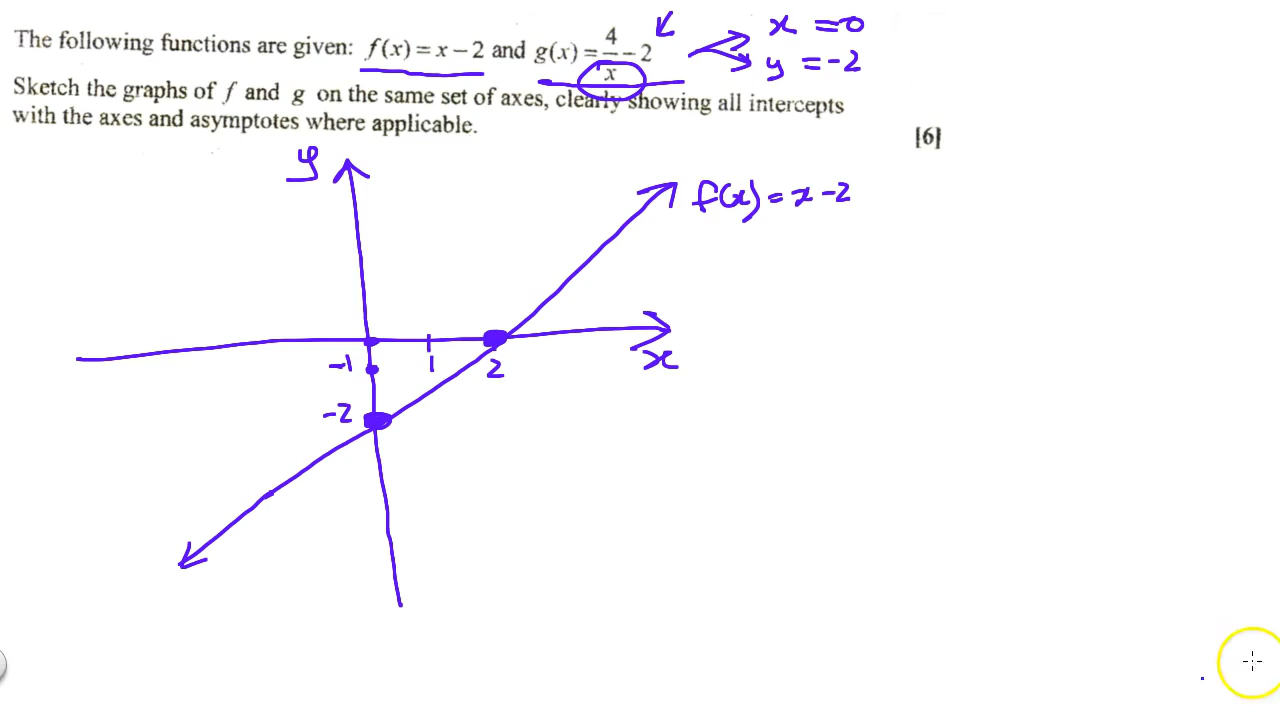 The following functions are given: f(x) = x − 2 and g(x) = 4/x − 2
x = 0
y = -2
Sketch the graphs of f and g on the same set of axes, clearly showing all intercepts
with the axes and asymptotes where applicable.
[6]
y
f(x) = x - 2
-1
1
2
x
-2